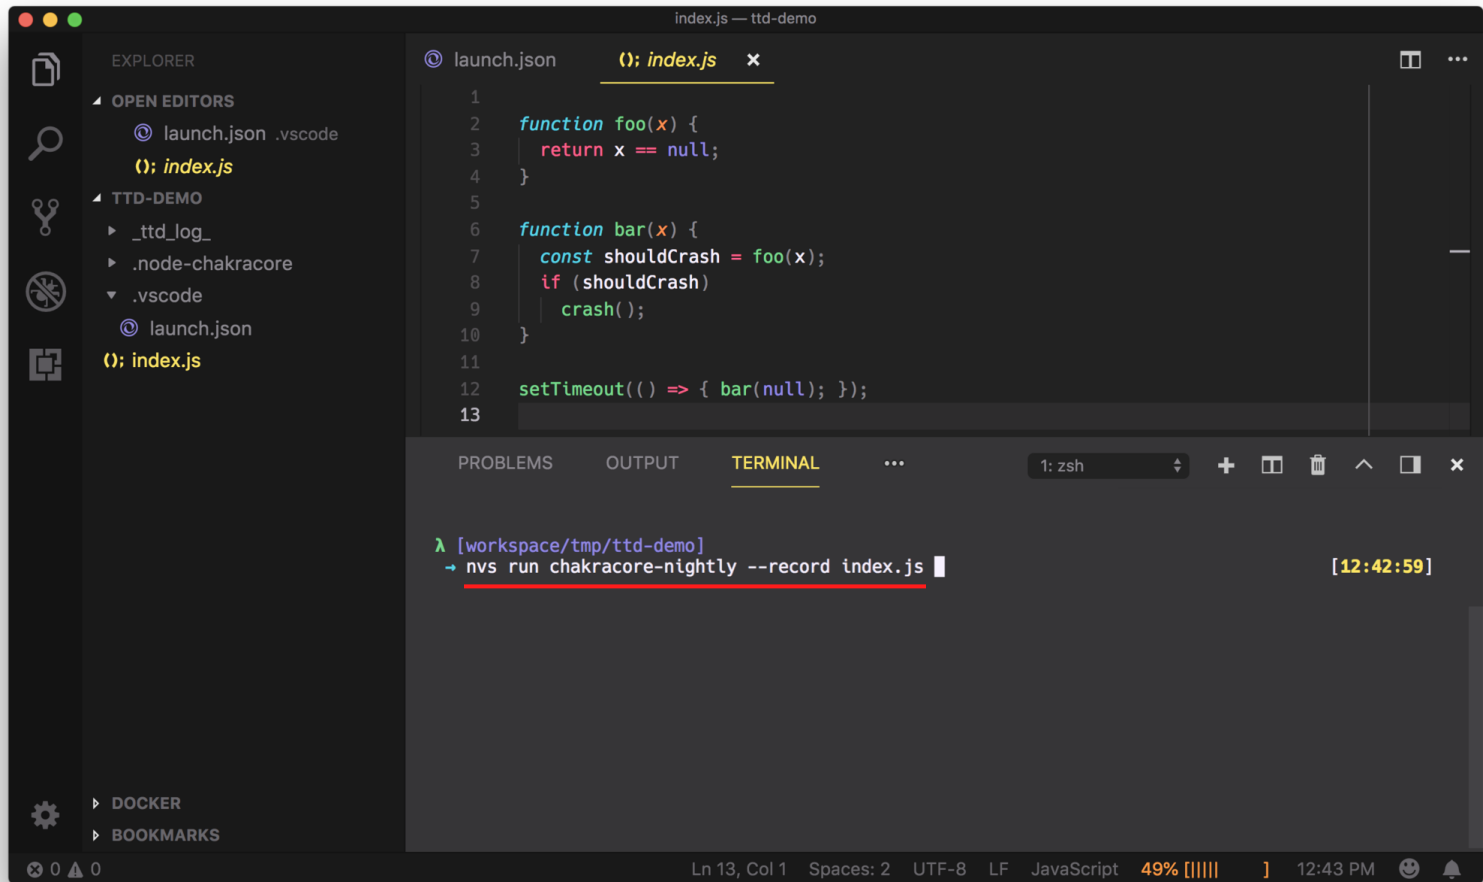 index.js — ttd-demo
EXPLORER
OPEN EDITORS
launch.json .vscode
(); index.js
TTD-DEMO
_ttd_log_
.node-chakracore
.vscode
launch.json
(); index.js
DOCKER
BOOKMARKS
launch.json
(); index.js
1
2 function foo(x) {
3 return x == null;
4 }
5
6 function bar(x) {
7 const shouldCrash = foo(x);
8 if (shouldCrash)
9 crash();
10 }
11
12 setTimeout(() => { bar(null); });
13
PROBLEMS OUTPUT TERMINAL ••• 1: zsh
λ [workspace/tmp/ttd-demo]
→ nvs run chakracore-nightly --record index.js [12:42:59]
0 0 Ln 13, Col 1 Spaces: 2 UTF-8 LF JavaScript 49% [||||| ] 12:43 PM